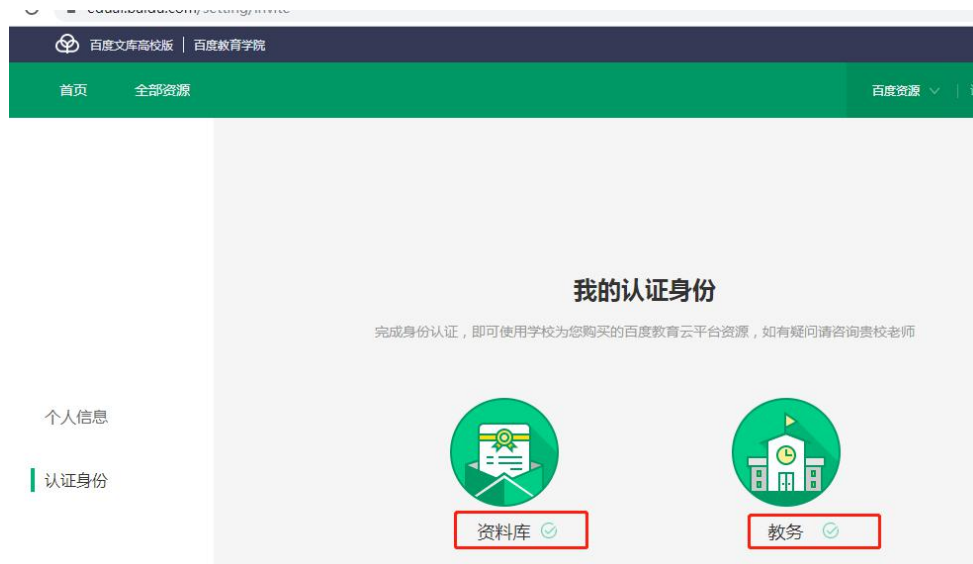 百度文库高校版 | 百度教育学院
首页 全部资源 百度资源
我的认证身份
完成身份认证，即可使用学校为您购买的百度教育云平台资源，如有疑问请咨询贵校老师
个人信息
认证身份
资料库
教务